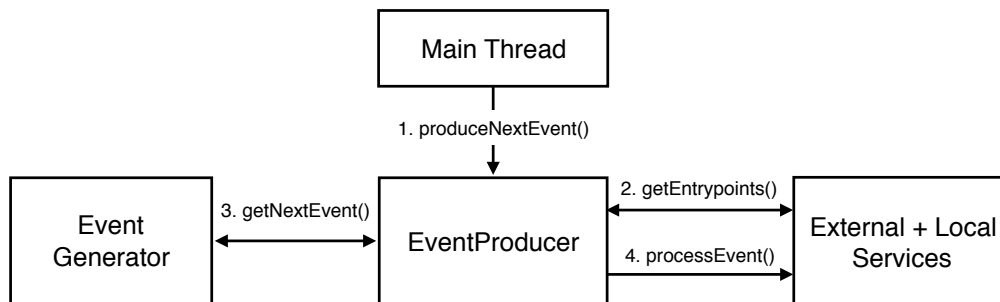 Main Thread
1. produceNextEvent()
Event
Generator
3. getNextEvent()
EventProducer
2. getEntrypoints()
4. processEvent()
External + Local
Services